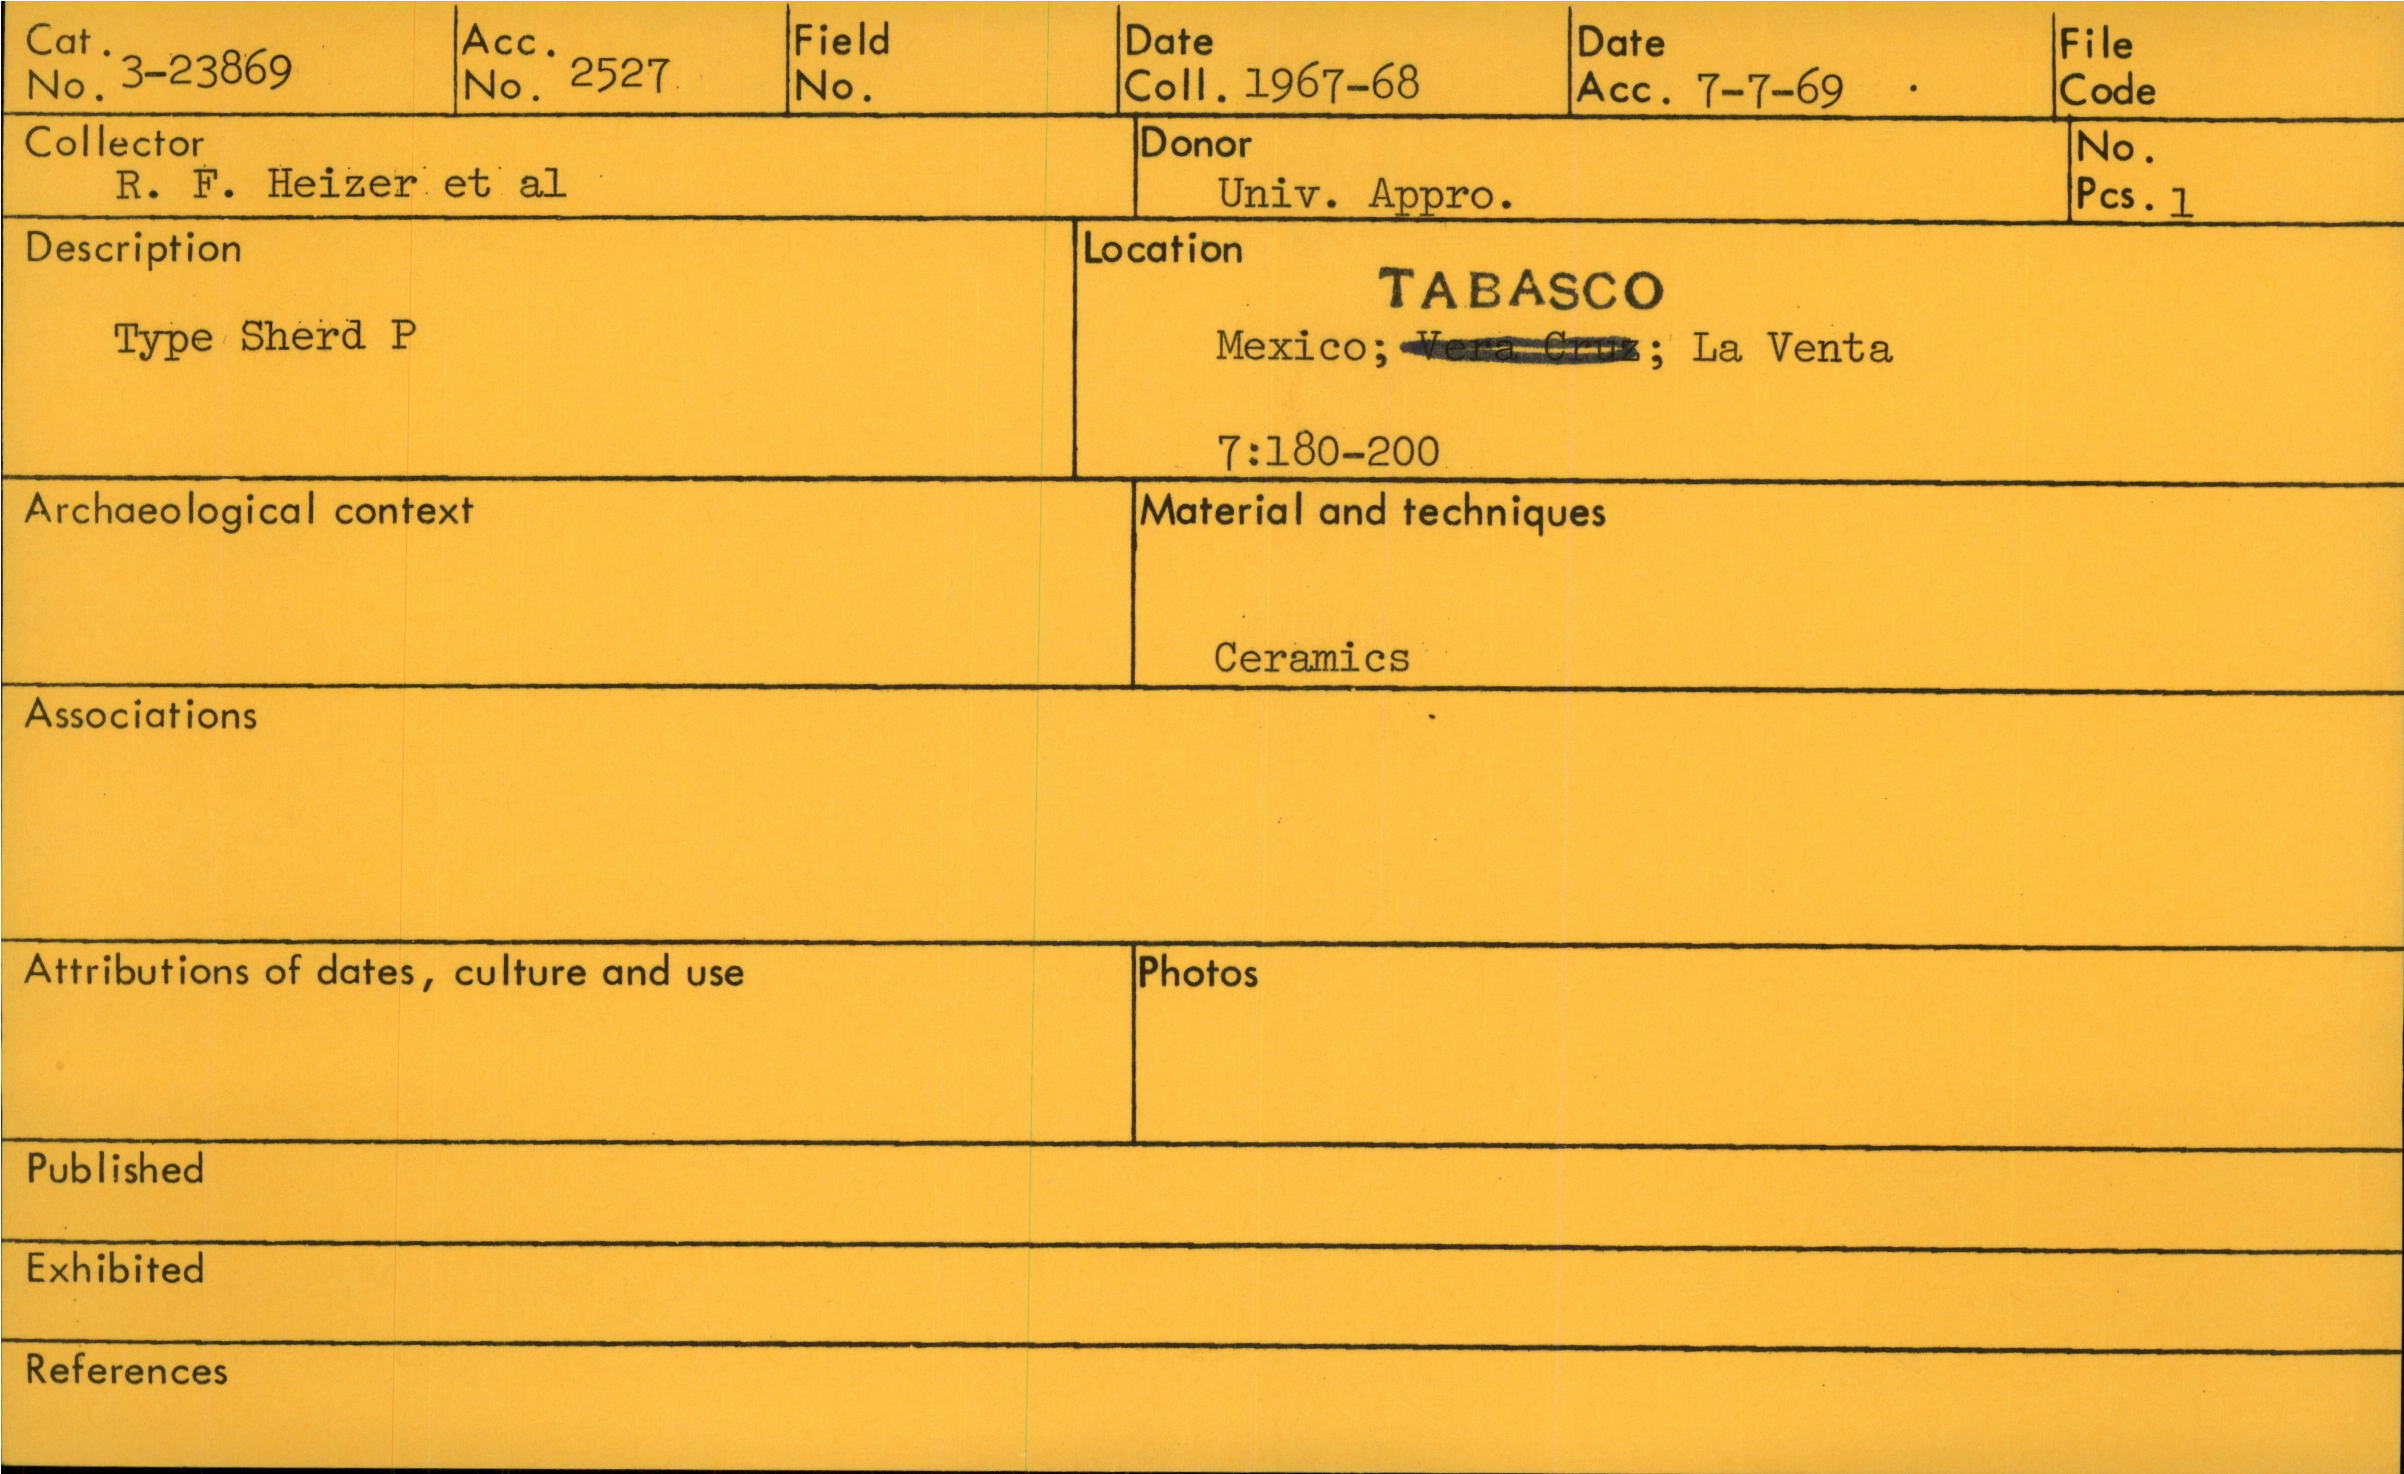 Cat. No. 3-23869
Acc. No. 2527
Field No.
Date Coll. 1967-68
Date Acc. 7-7-69
File Code
Collector
R. F. Heizer et al
Donor
Univ. Appro.
No. Pcs. 1
Description
Type Sherd P
Location
TABASCO
Mexico; Vera Cruz; La Venta
7:180-200
Archaeological context
Material and techniques
Ceramics
Associations
Attributions of dates, culture and use
Photos
Published
Exhibited
References